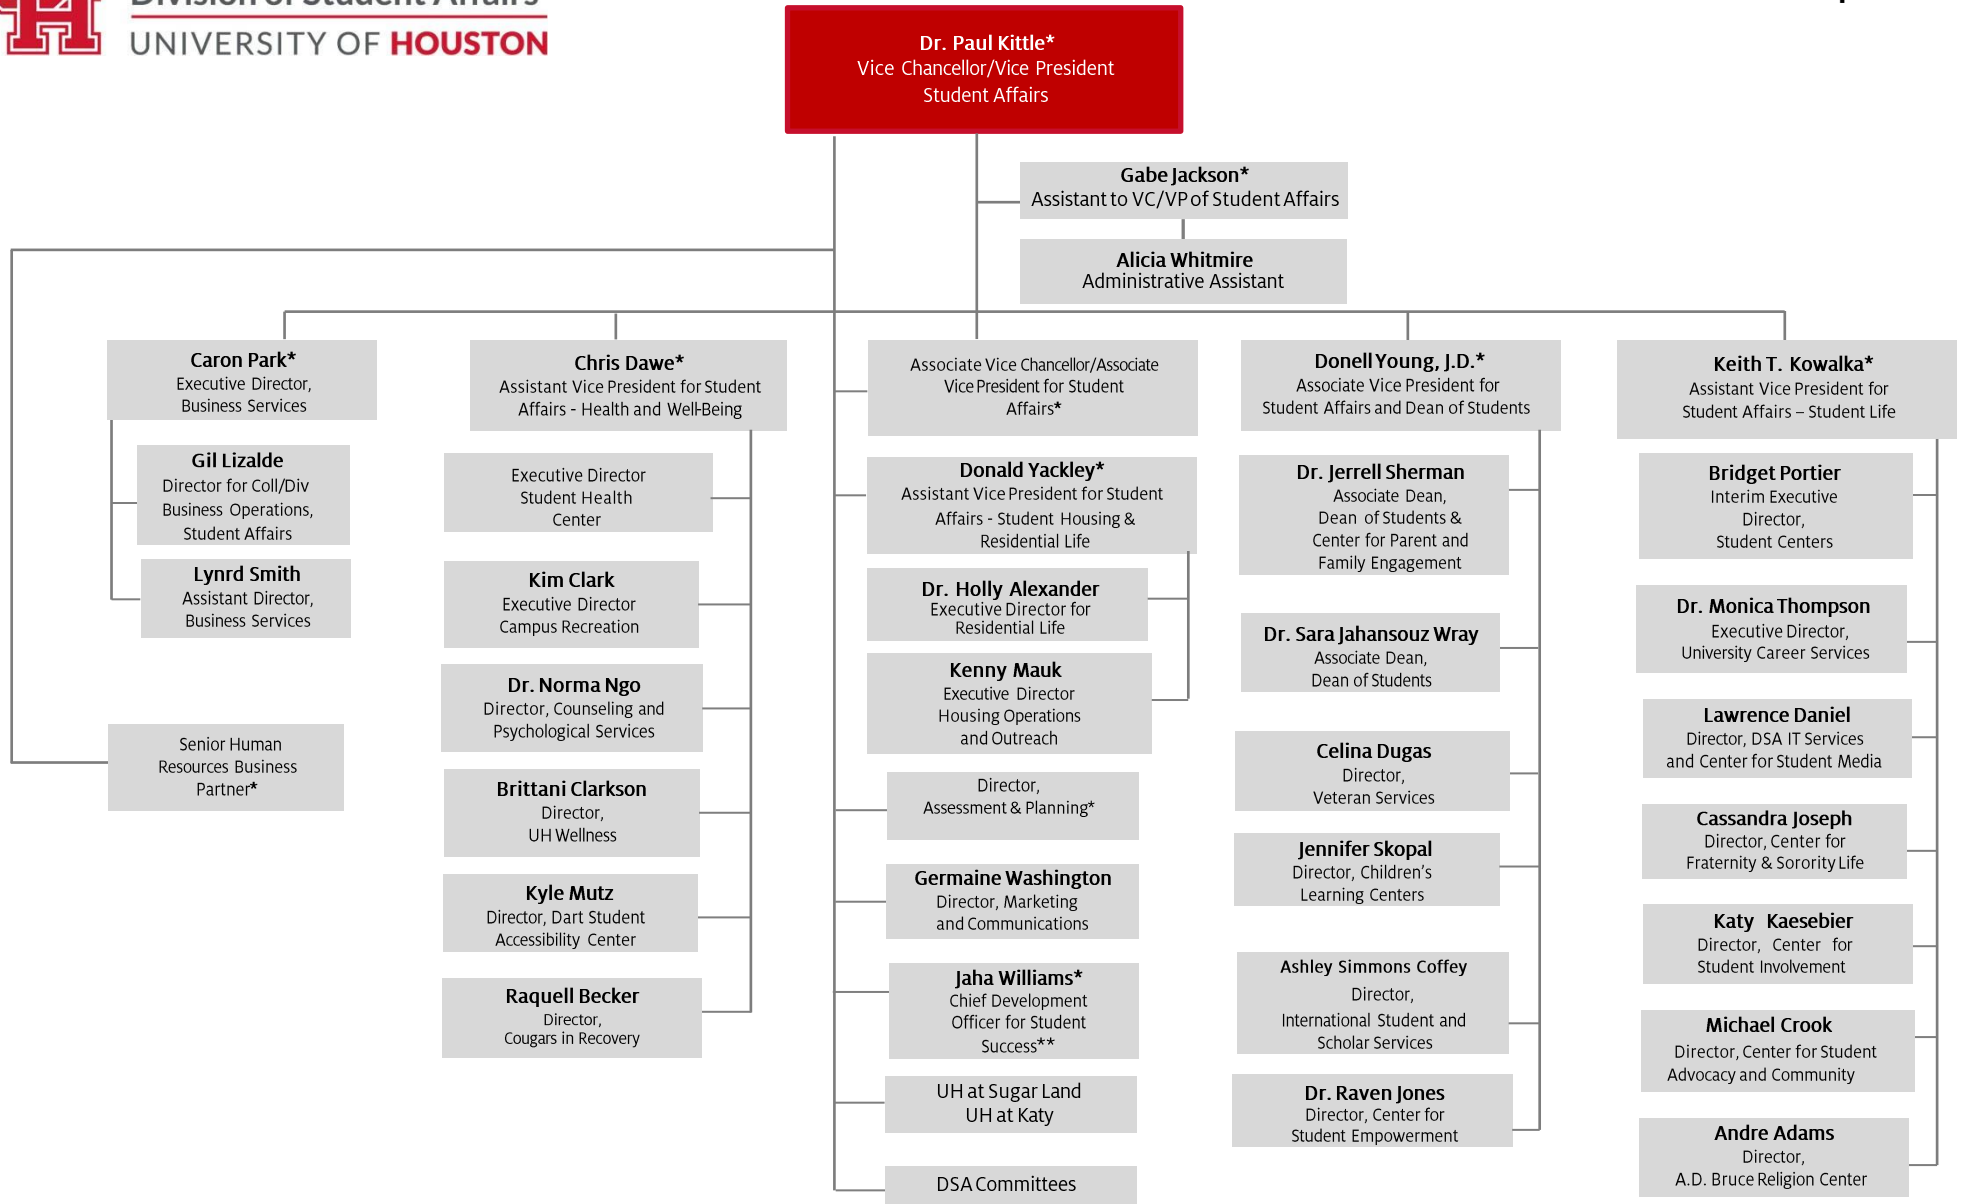 Division of Student Affairs
UNIVERSITY OF HOUSTON
Dr. Paul Kittle*
Vice Chancellor/Vice President
Student Affairs
Gabe Jackson*
Assistant to VC/VP of Student Affairs
Alicia Whitmire
Administrative Assistant
Caron Park*
Executive Director,
Business Services
Gil Lizalde
Director for Coll/Div
Business Operations,
Student Affairs
Lynrd Smith
Assistant Director,
Business Services
Senior Human
Resources Business
Partner*
Chris Dawe*
Assistant Vice President for Student
Affairs - Health and Well-Being
Executive Director
Student Health
Center
Kim Clark
Executive Director
Campus Recreation
Dr. Norma Ngo
Director, Counseling and
Psychological Services
Brittani Clarkson
Director,
UH Wellness
Kyle Mutz
Director, Dart Student
Accessibility Center
Raquell Becker
Director,
Cougars in Recovery
Associate Vice Chancellor/Associate
Vice President for Student
Affairs*
Donald Yackley*
Assistant Vice President for Student
Affairs - Student Housing &
Residential Life
Dr. Holly Alexander
Executive Director for
Residential Life
Kenny Mauk
Executive Director
Housing Operations
and Outreach
Director,
Assessment & Planning*
Germaine Washington
Director, Marketing
and Communications
Jaha Williams*
Chief Development
Officer for Student
Success**
UH at Sugar Land
UH at Katy
DSA Committees
Donell Young, J.D.*
Associate Vice President for
Student Affairs and Dean of Students
Dr. Jerrell Sherman
Associate Dean,
Dean of Students &
Center for Parent and
Family Engagement
Dr. Sara Jahansouz Wray
Associate Dean,
Dean of Students
Celina Dugas
Director,
Veteran Services
Jennifer Skopal
Director, Children’s
Learning Centers
Ashley Simmons Coffey
Director,
International Student and
Scholar Services
Dr. Raven Jones
Director, Center for
Student Empowerment
Keith T. Kowalka*
Assistant Vice President for
Student Affairs – Student Life
Bridget Portier
Interim Executive
Director,
Student Centers
Dr. Monica Thompson
Executive Director,
University Career Services
Lawrence Daniel
Director, DSA IT Services
and Center for Student Media
Cassandra Joseph
Director, Center for
Fraternity & Sorority Life
Katy Kaesebier
Director, Center for
Student Involvement
Michael Crook
Director, Center for Student
Advocacy and Community
Andre Adams
Director,
A.D. Bruce Religion Center